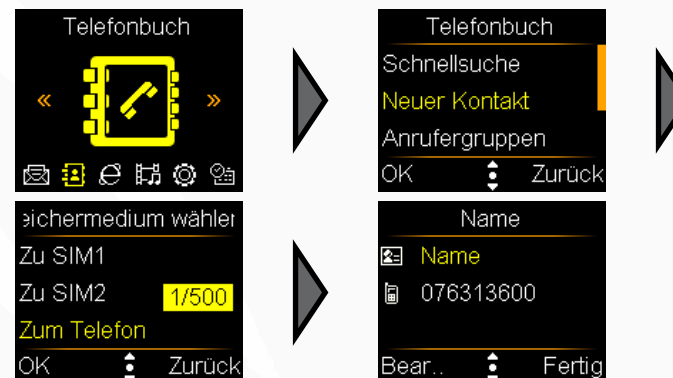 Telefonbuch
« »
Telefonbuch
Schnellsuche
Neuer Kontakt
Anrufergruppen
OK Zurück
eichermedium wählen
Zu SIM1
Zu SIM2 1/500
Zum Telefon
OK Zurück
Name
Name
076313600
Bear.. Fertig